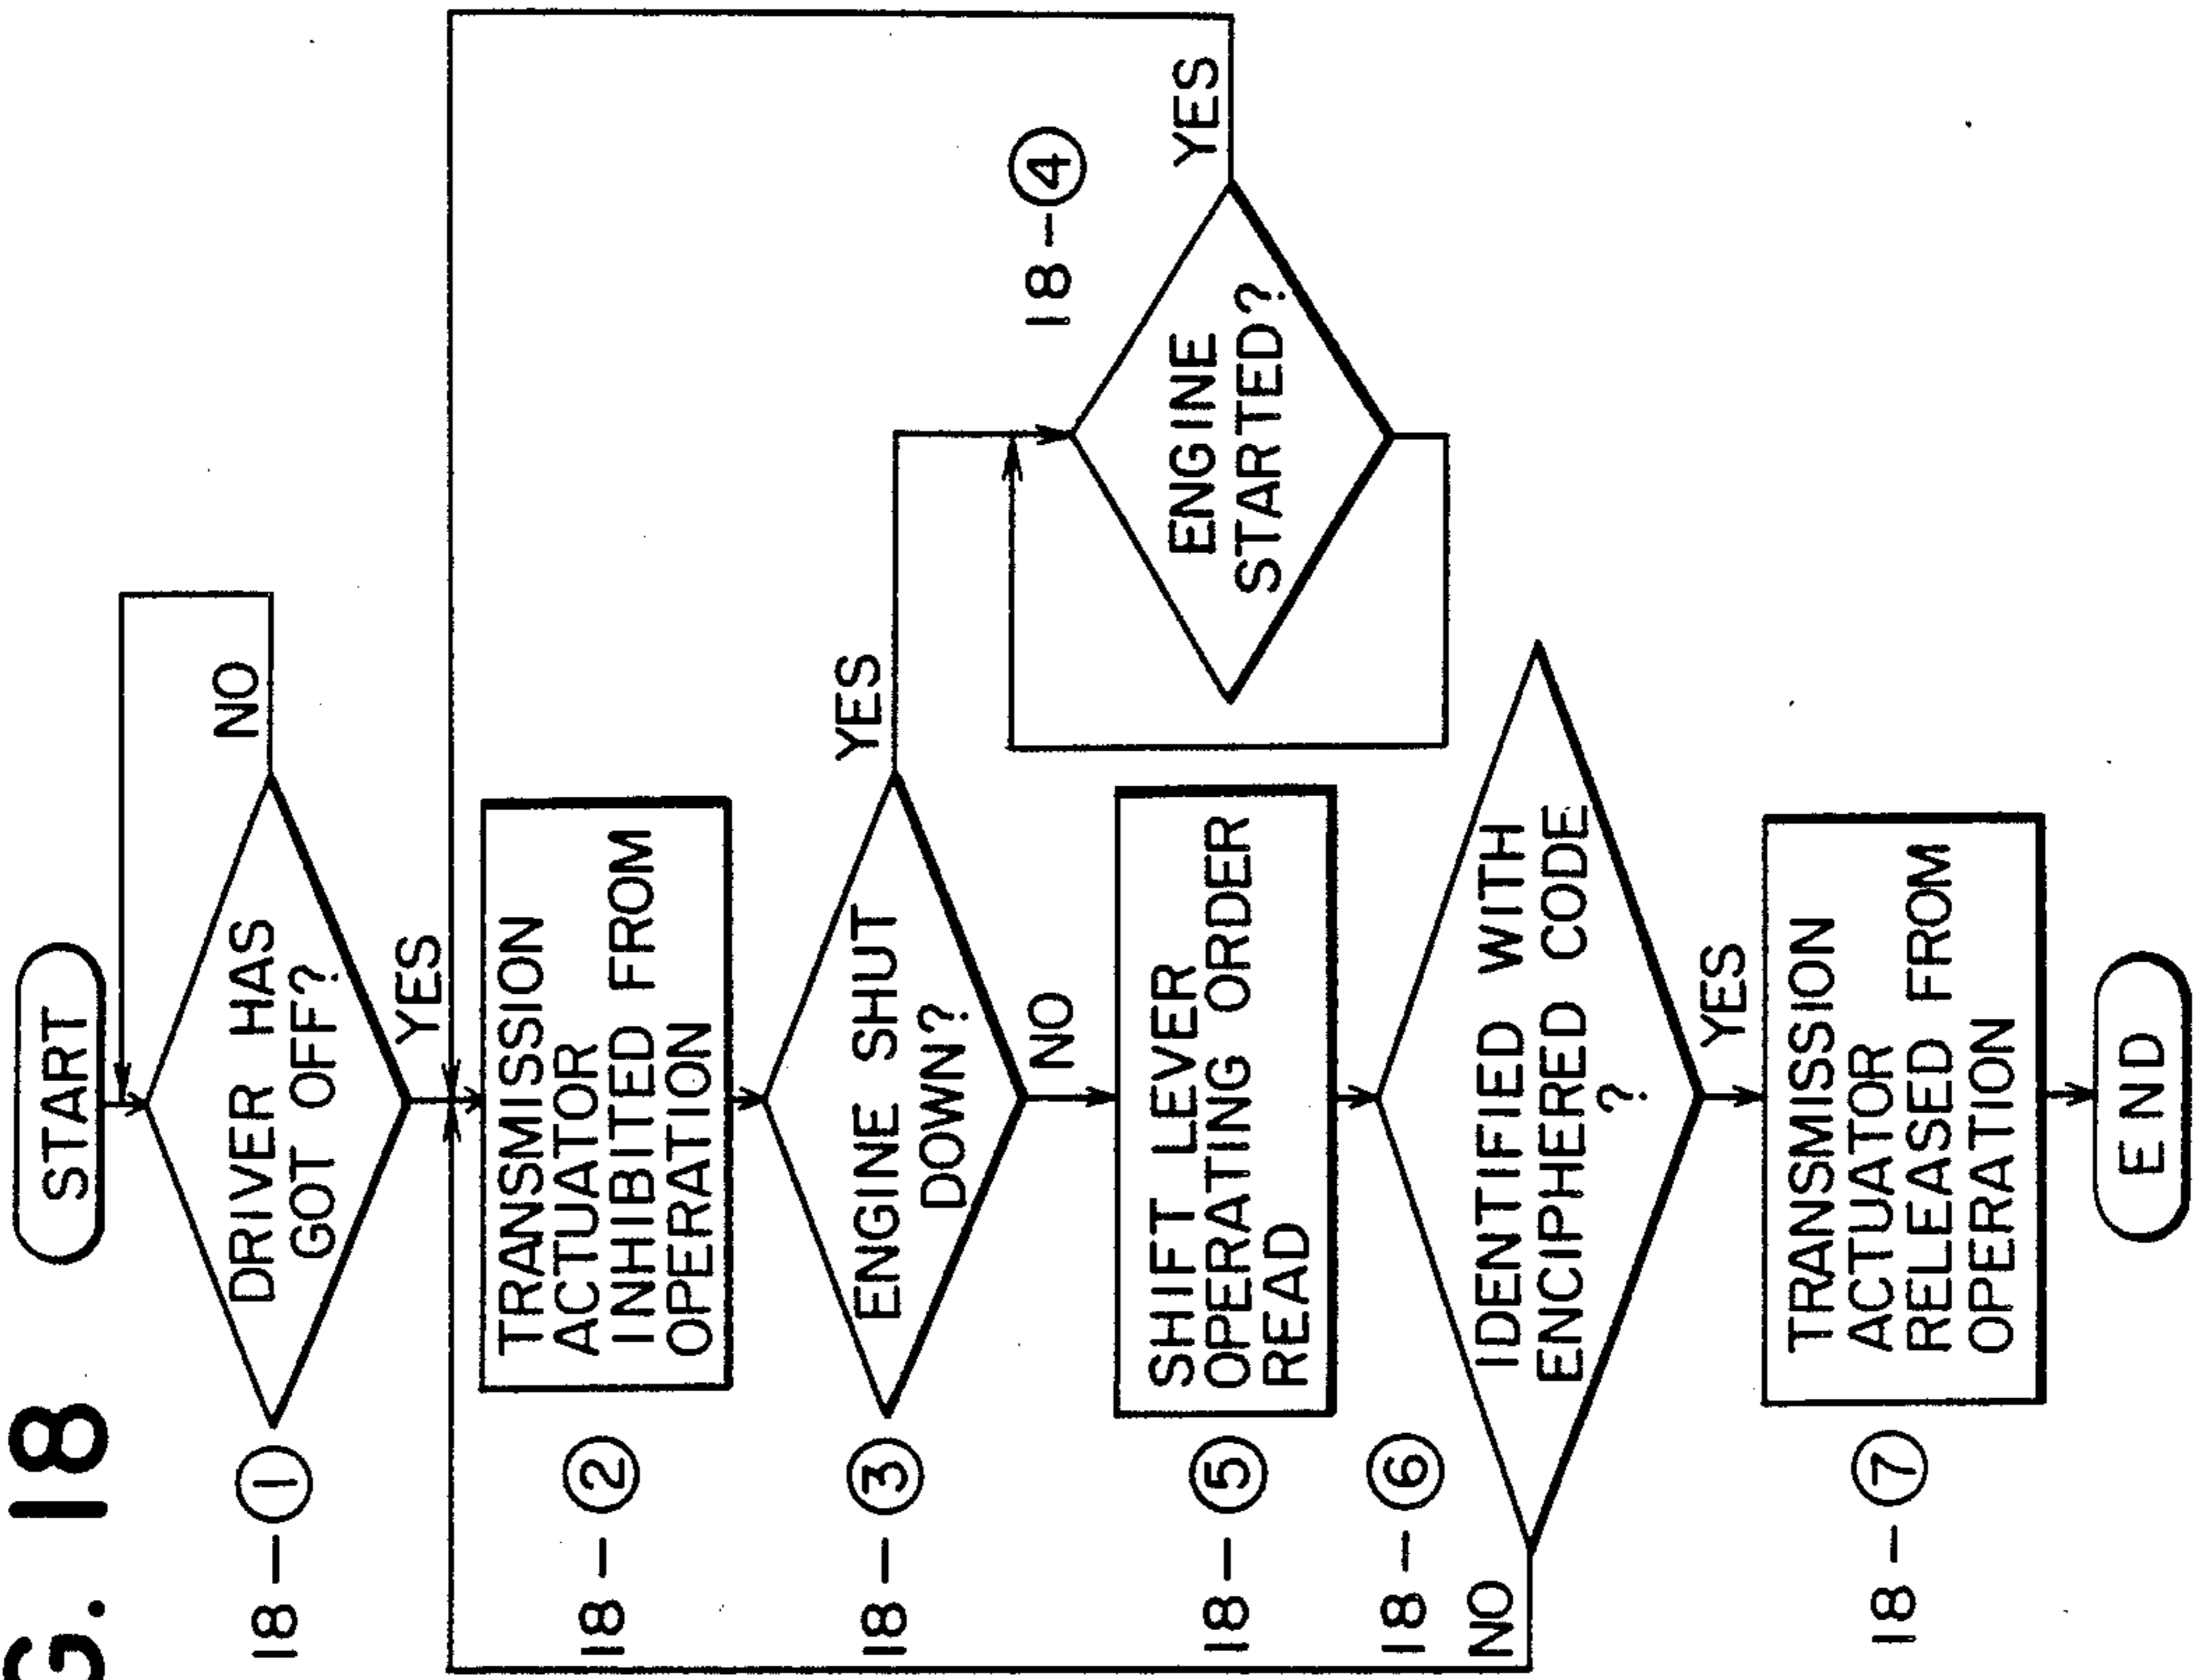 G. 18
START
18-①
DRIVER HAS
GOT OFF?
NO
YES
18-②
TRANSMISSION
ACTUATOR
INHIBITED FROM
OPERATION
18-③
ENGINE SHUT
DOWN?
YES
NO
18-④
ENGINE
STARTED?
YES
18-⑤
SHIFT LEVER
OPERATING ORDER
READ
18-⑥
IDENTIFIED WITH
ENCIPHERED CODE
?
NO
YES
18-⑦
TRANSMISSION
ACTUATOR
RELEASED FROM
OPERATION
END